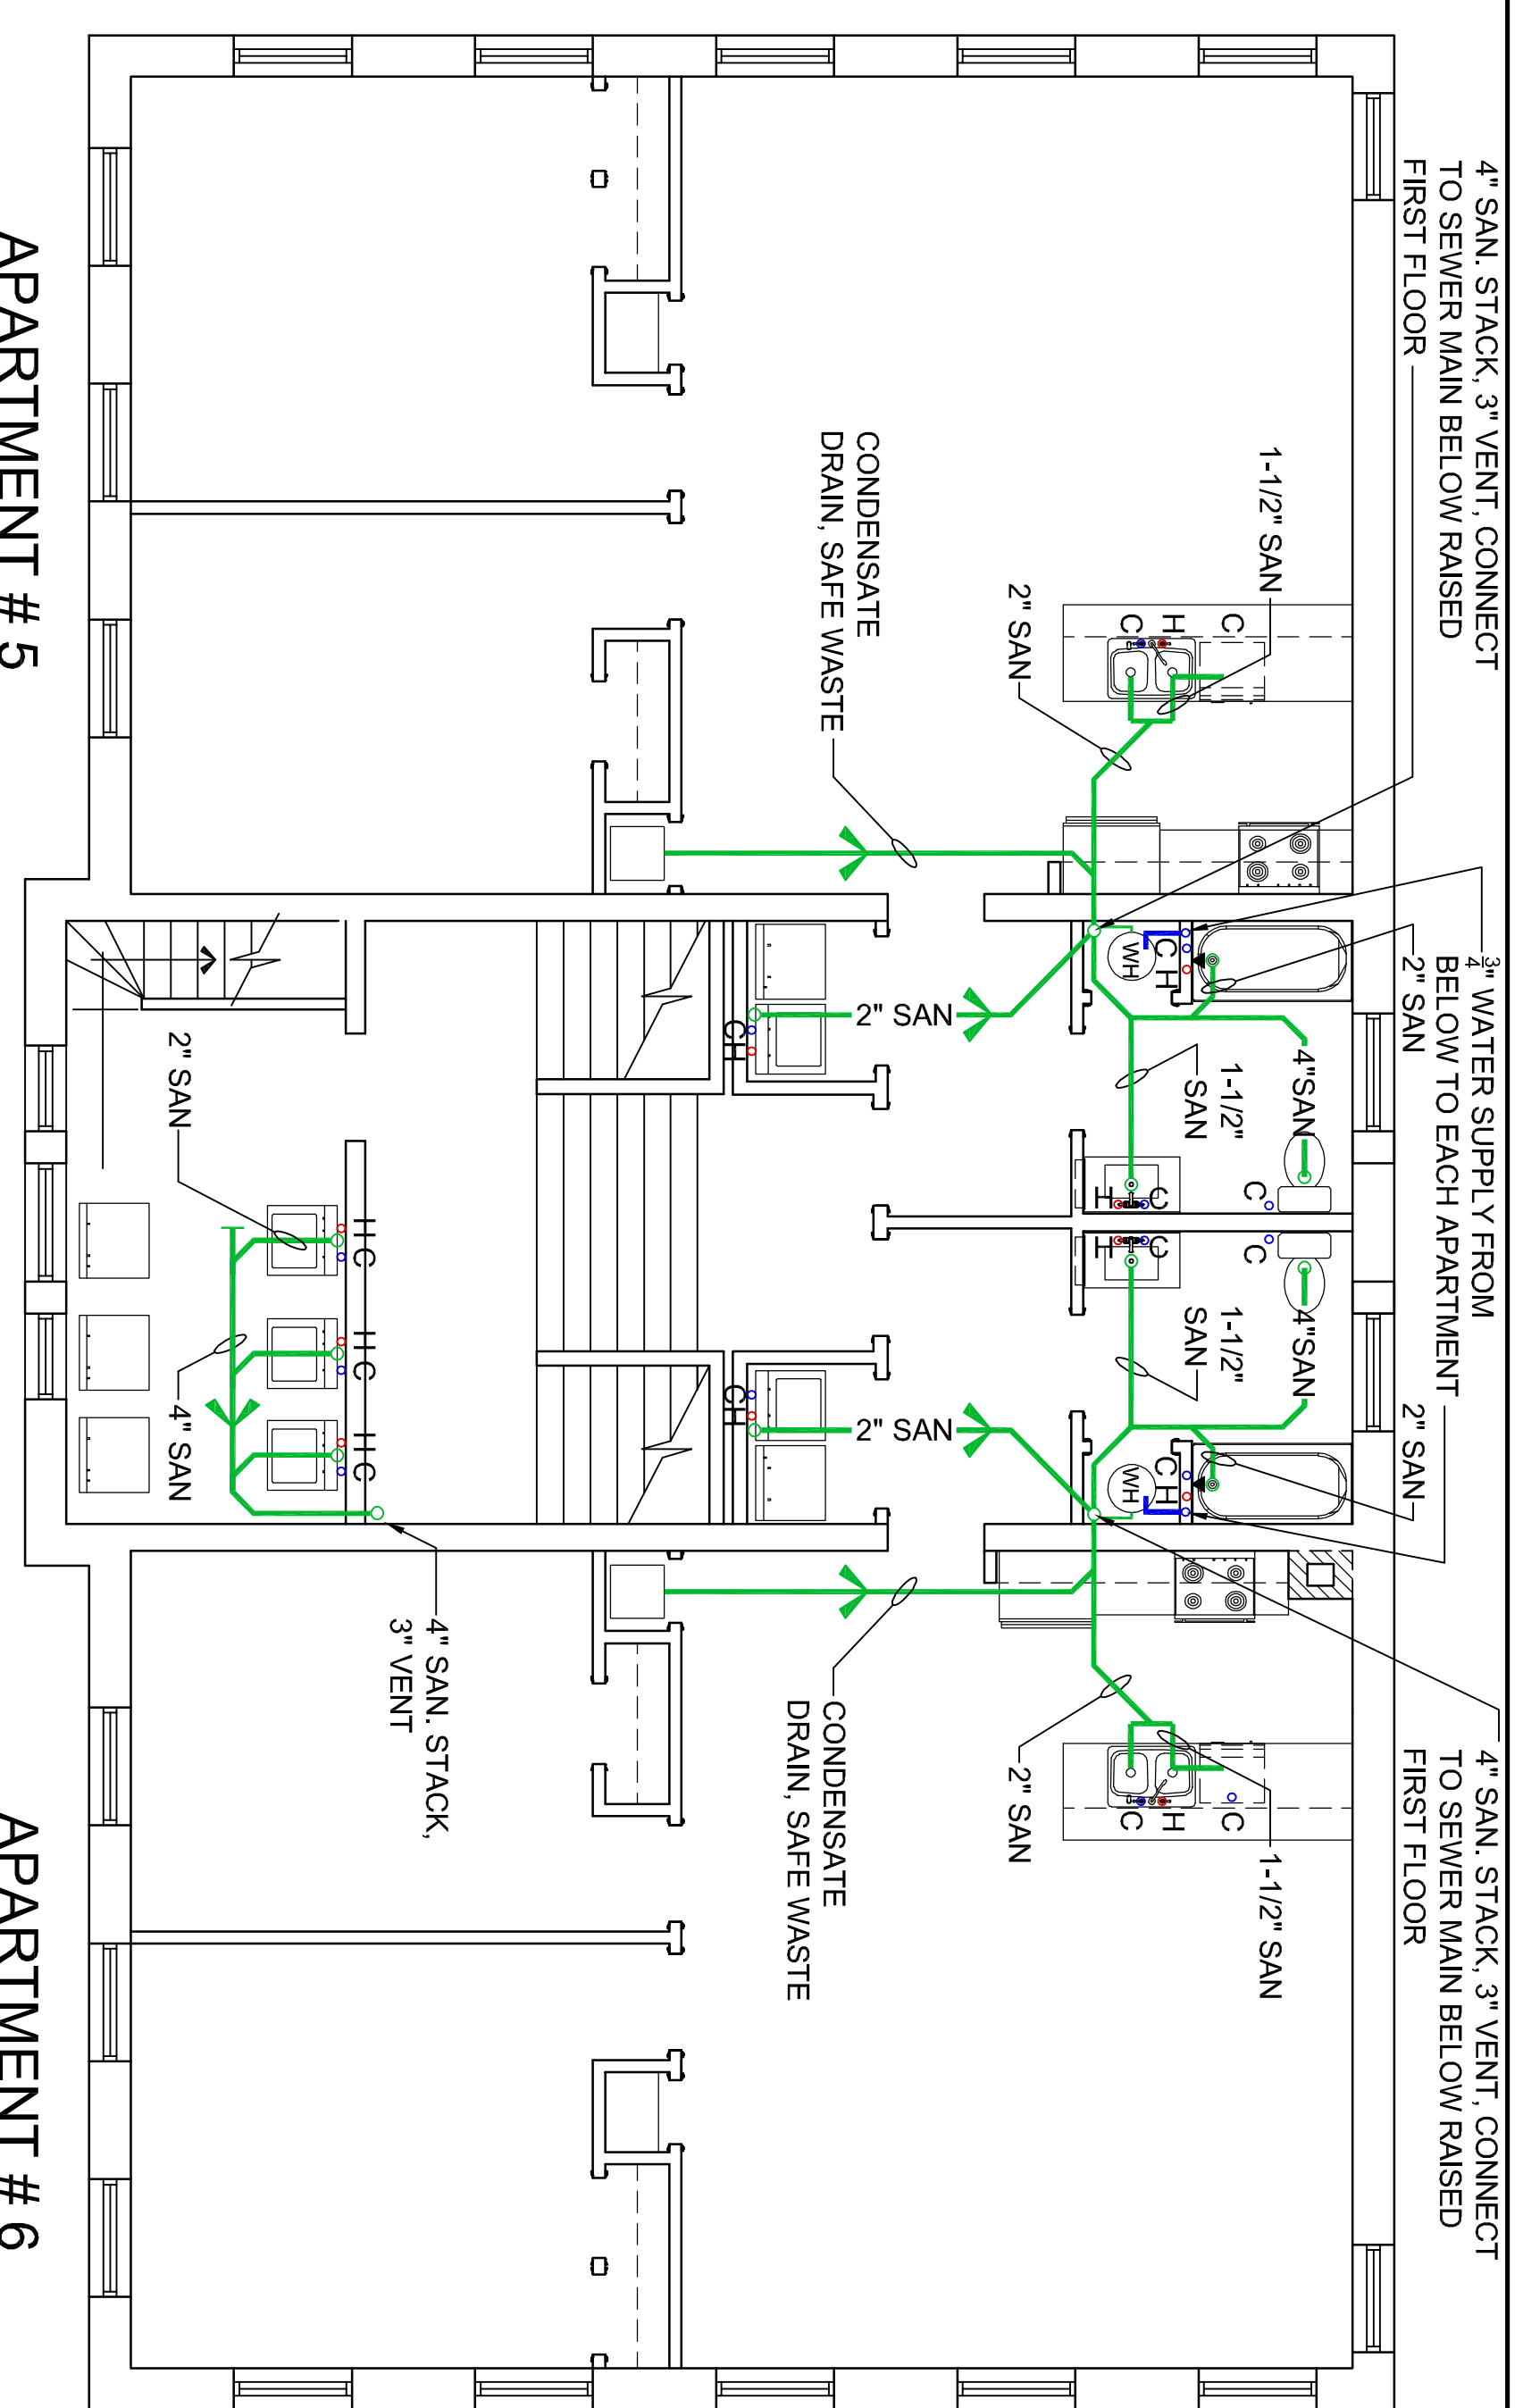 4" SAN. STACK, 3" VENT, CONNECT
TO SEWER MAIN BELOW RAISED
FIRST FLOOR
3/4" WATER SUPPLY FROM
BELOW TO EACH APARTMENT
2" SAN
2" SAN
4" SAN. STACK, 3" VENT, CONNECT
TO SEWER MAIN BELOW RAISED
FIRST FLOOR
1-1/2" SAN
C
H
C
2" SAN
CONDENSATE
DRAIN, SAFE WASTE
C H
WH
4"SAN
1-1/2"
SAN
C
C
H
C
C
H
4"SAN
1-1/2"
SAN
C H
WH
1-1/2" SAN
C
H
C
2" SAN
CONDENSATE
DRAIN, SAFE WASTE
2" SAN
CH
2" SAN
CH
4" SAN. STACK,
3" VENT
HC
HC
HC
2" SAN
4" SAN
APARTMENT # 5
APARTMENT # 6